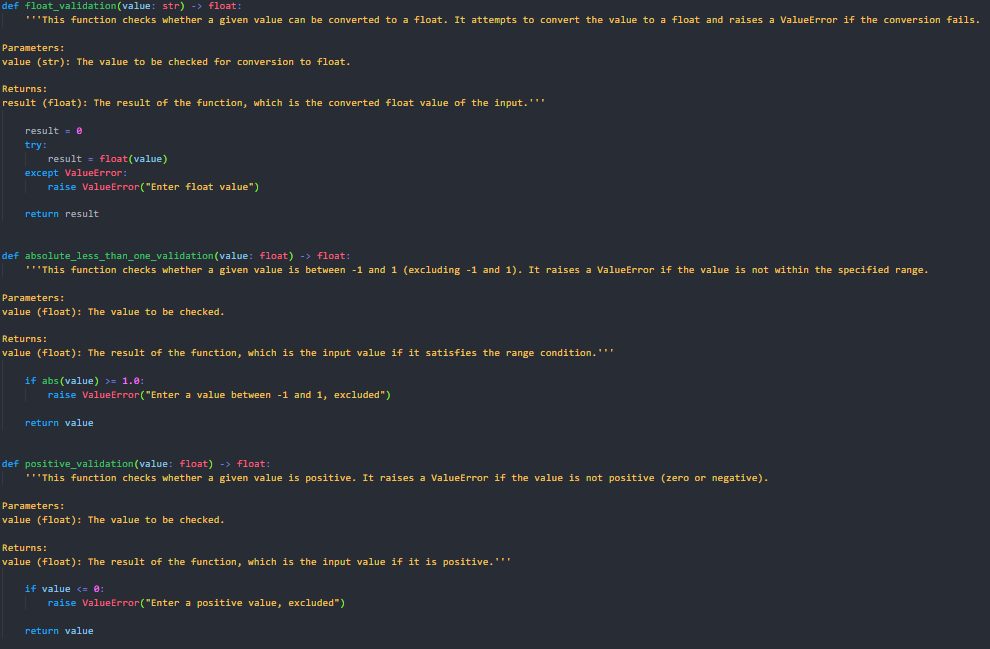 def float_validation(value: str) -> float:
    '''This function checks whether a given value can be converted to a float. It attempts to convert the value to a float and raises a ValueError if the conversion fails.
Parameters:
value (str): The value to be checked for conversion to float.
Returns:
result (float): The result of the function, which is the converted float value of the input.'''
    result = 0
    try:
        result = float(value)
    except ValueError:
        raise ValueError("Enter float value")
    return result
def absolute_less_than_one_validation(value: float) -> float:
    '''This function checks whether a given value is between -1 and 1 (excluding -1 and 1). It raises a ValueError if the value is not within the specified range.
Parameters:
value (float): The value to be checked.
Returns:
value (float): The result of the function, which is the input value if it satisfies the range condition.'''
    if abs(value) >= 1.0:
        raise ValueError("Enter a value between -1 and 1, excluded")
    return value
def positive_validation(value: float) -> float:
    '''This function checks whether a given value is positive. It raises a ValueError if the value is not positive (zero or negative).
Parameters:
value (float): The value to be checked.
Returns:
value (float): The result of the function, which is the input value if it is positive.'''
    if value <= 0:
        raise ValueError("Enter a positive value, excluded")
    return value